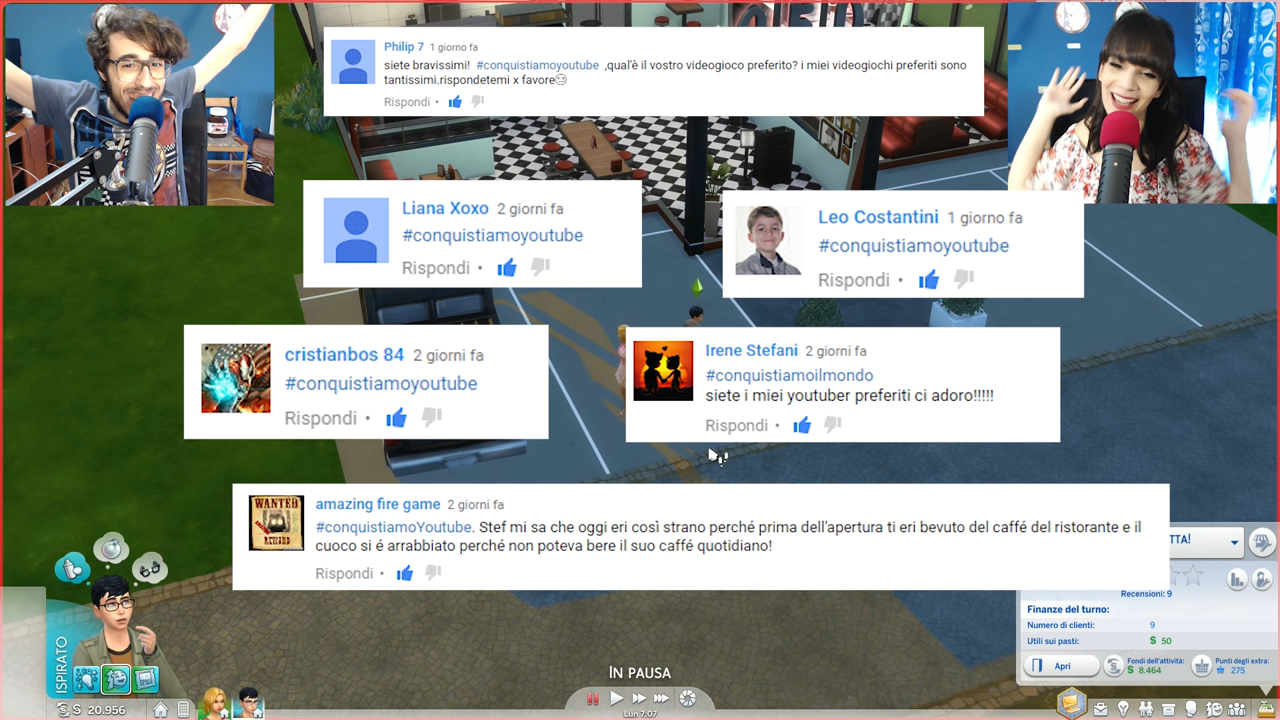 Philip 7 1 giorno fa
siete bravissimi! #conquistiamoyoutube ,qual'è il vostro videogioco preferito? i miei videogiochi preferiti sono
tantissimi.rispondetemi x favore
Rispondi •
Liana Xoxo 2 giorni fa
#conquistiamoyoutube
Rispondi •
Leo Costantini 1 giorno fa
#conquistiamoyoutube
Rispondi •
cristianbos 84 2 giorni fa
#conquistiamoyoutube
Rispondi •
Irene Stefani 2 giorni fa
#conquistiamoilmondo
siete i miei youtuber preferiti ci adoro!!!!!
Rispondi •
WANTED
amazing fire game 2 giorni fa
#conquistiamoYoutube. Stef mi sa che oggi eri così strano perché prima dell'apertura ti eri bevuto del caffé del ristorante e il
cuoco si é arrabbiato perché non poteva bere il suo caffé quotidiano!
Rispondi •
TTA!
Recensioni: 9
Finanze del turno:
Numero di clienti: 9
Utili sui pasti: $ 50
Apri
Fondi dell'attività:
$ 8.464
Punti degli extra:
275
ISPIRATO
IN PAUSA
Lun 7:07
$ 20.956